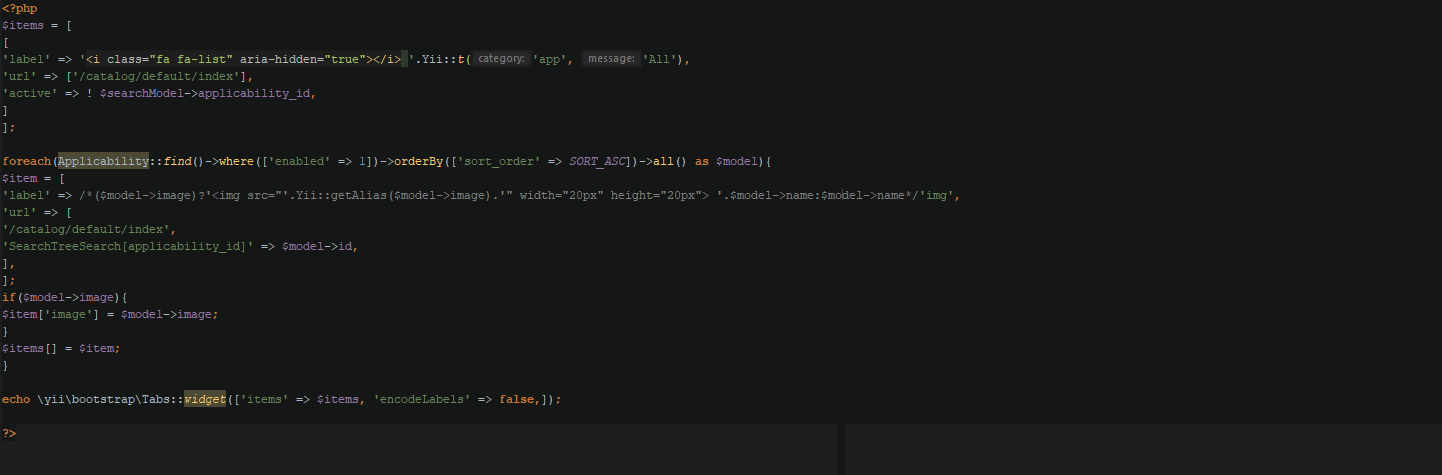 <?php
$items = [
[
'label' => '<i class="fa fa-list" aria-hidden="true"></i> '.Yii::t( category: 'app', message: 'All'),
'url' => ['/catalog/default/index'],
'active' => ! $searchModel->applicability_id,
]
];
foreach(Applicability::find()->where(['enabled' => 1])->orderBy(['sort_order' => SORT_ASC])->all() as $model){
$item = [
'label' => /*($model->image)?'<img src="'.Yii::getAlias($model->image).'" width="20px" height="20px"> '.$model->name:$model->name*/'img',
'url' => [
'/catalog/default/index',
'SearchTreeSearch[applicability_id]' => $model->id,
],
];
if($model->image){
$item['image'] = $model->image;
}
$items[] = $item;
}
echo \yii\bootstrap\Tabs::widget(['items' => $items, 'encodeLabels' => false,]);
?>